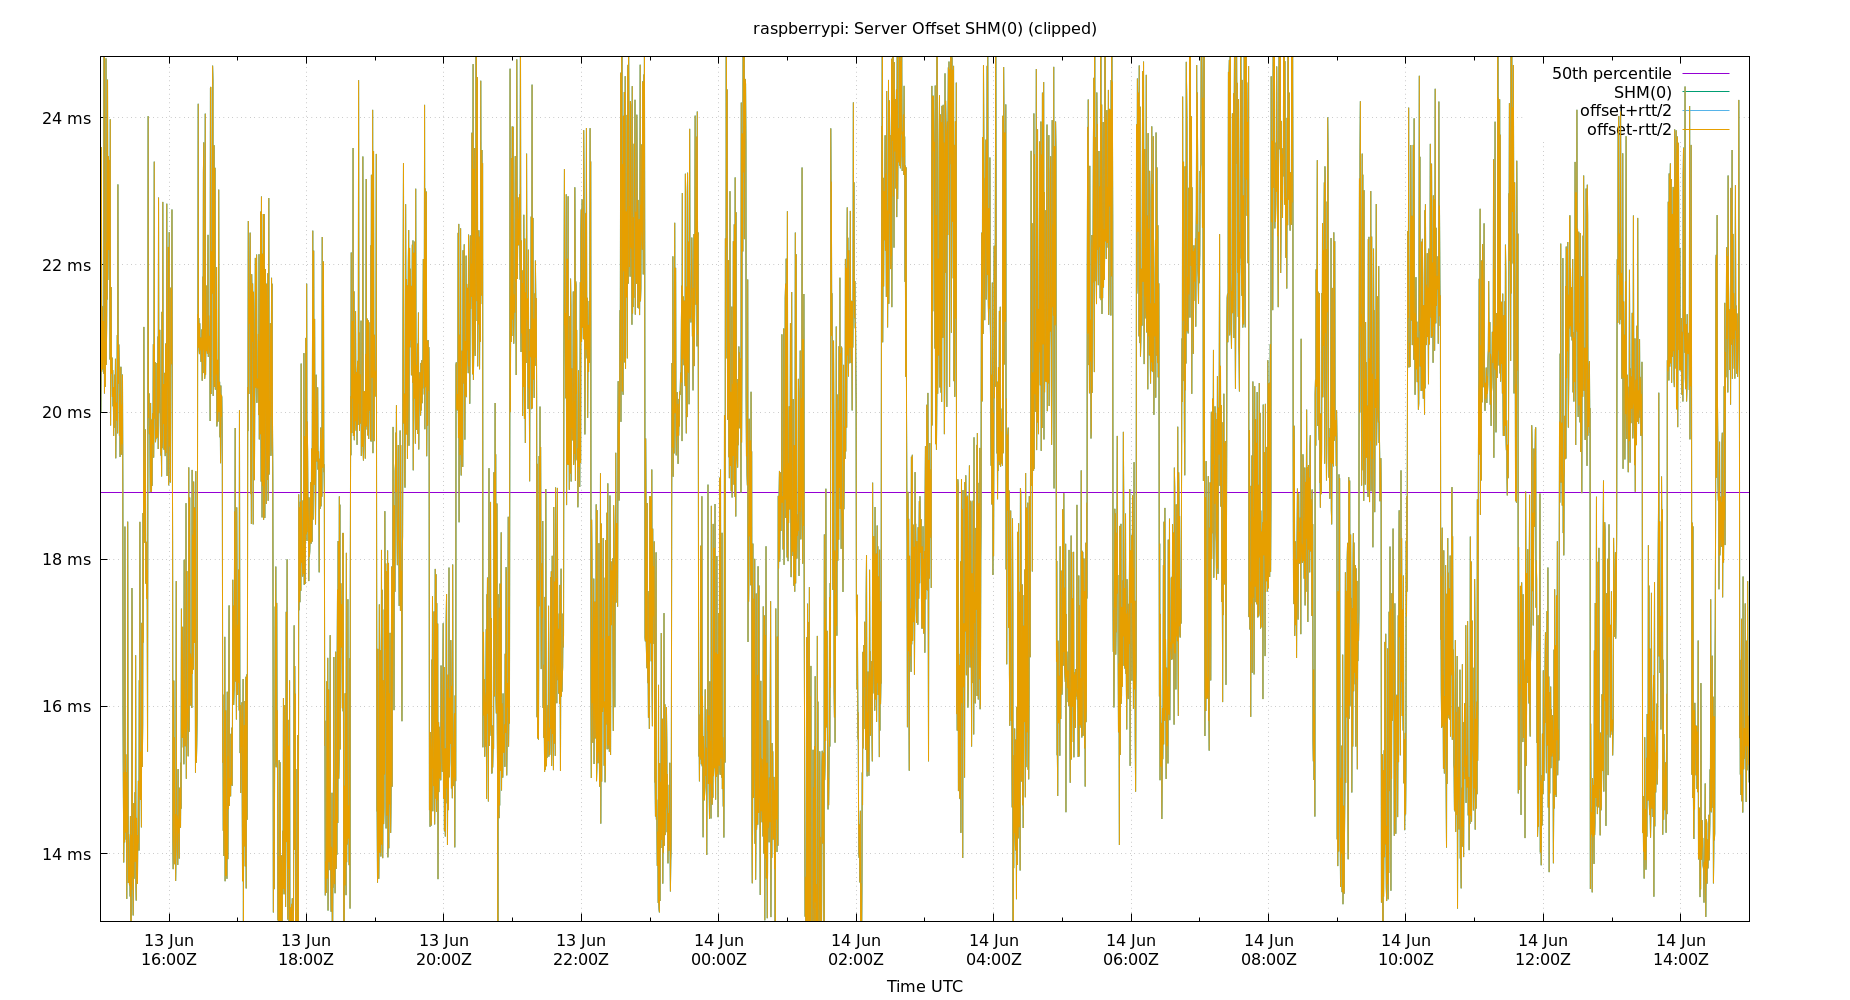 raspberrypi: Server Offset SHM(0) (clipped)
50th percentile
SHM(0)
offset+rtt/2
offset-rtt/2
24 ms
22 ms
20 ms
18 ms
16 ms
14 ms
13 Jun 13 Jun 13 Jun 13 Jun 14 Jun 14 Jun 14 Jun 14 Jun 14 Jun 14 Jun 14 Jun 14 Jun
16:00Z 18:00Z 20:00Z 22:00Z 00:00Z 02:00Z 04:00Z 06:00Z 08:00Z 10:00Z 12:00Z 14:00Z
Time UTC